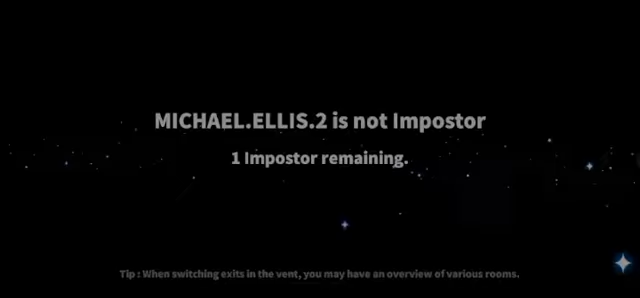 MICHAEL.ELLIS.2 is not Impostor
1 Impostor remaining.
Tip : When switching exits in the vent, you may have an overview of various rooms.